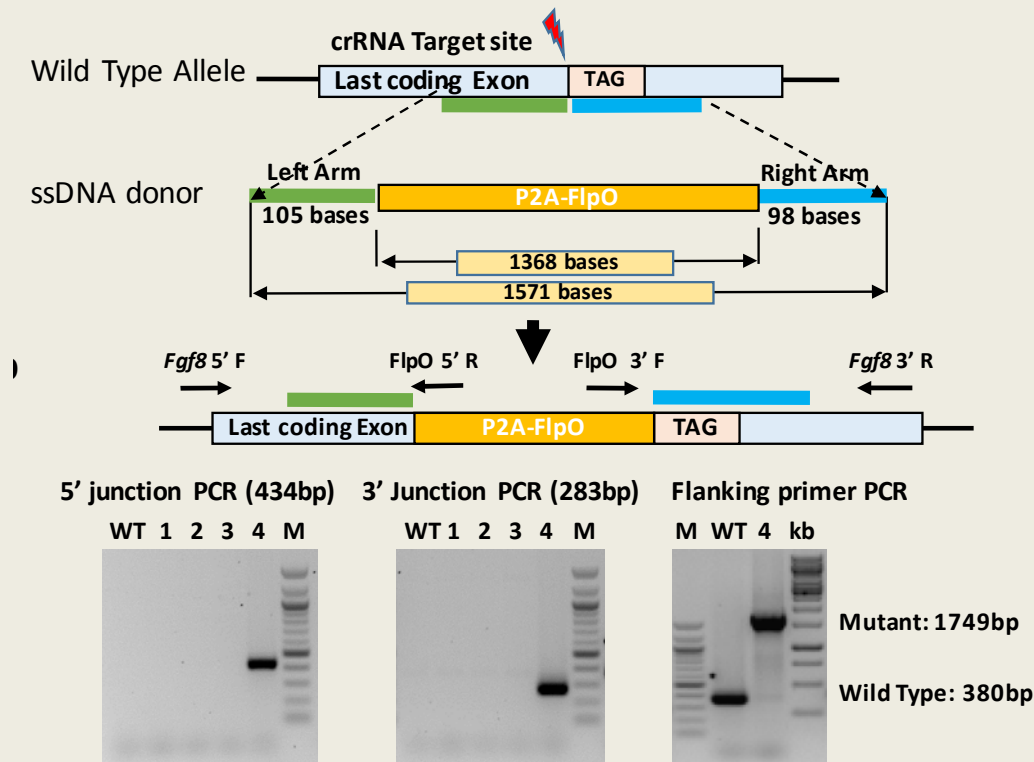 crRNA Target site
Wild Type Allele
Last coding Exon TAG
ssDNA donor
Left Arm Right Arm
P2A-FlpO
105 bases 98 bases
1368 bases
1571 bases
Fgf8 5’ F FlpO 5’ R FlpO 3’ F Fgf8 3’ R
Last coding Exon P2A-FlpO TAG
5’ junction PCR (434bp) 3’ Junction PCR (283bp) Flanking primer PCR
WT 1 2 3 4 M WT 1 2 3 4 M M WT 4 kb
Mutant: 1749bp
Wild Type: 380bp